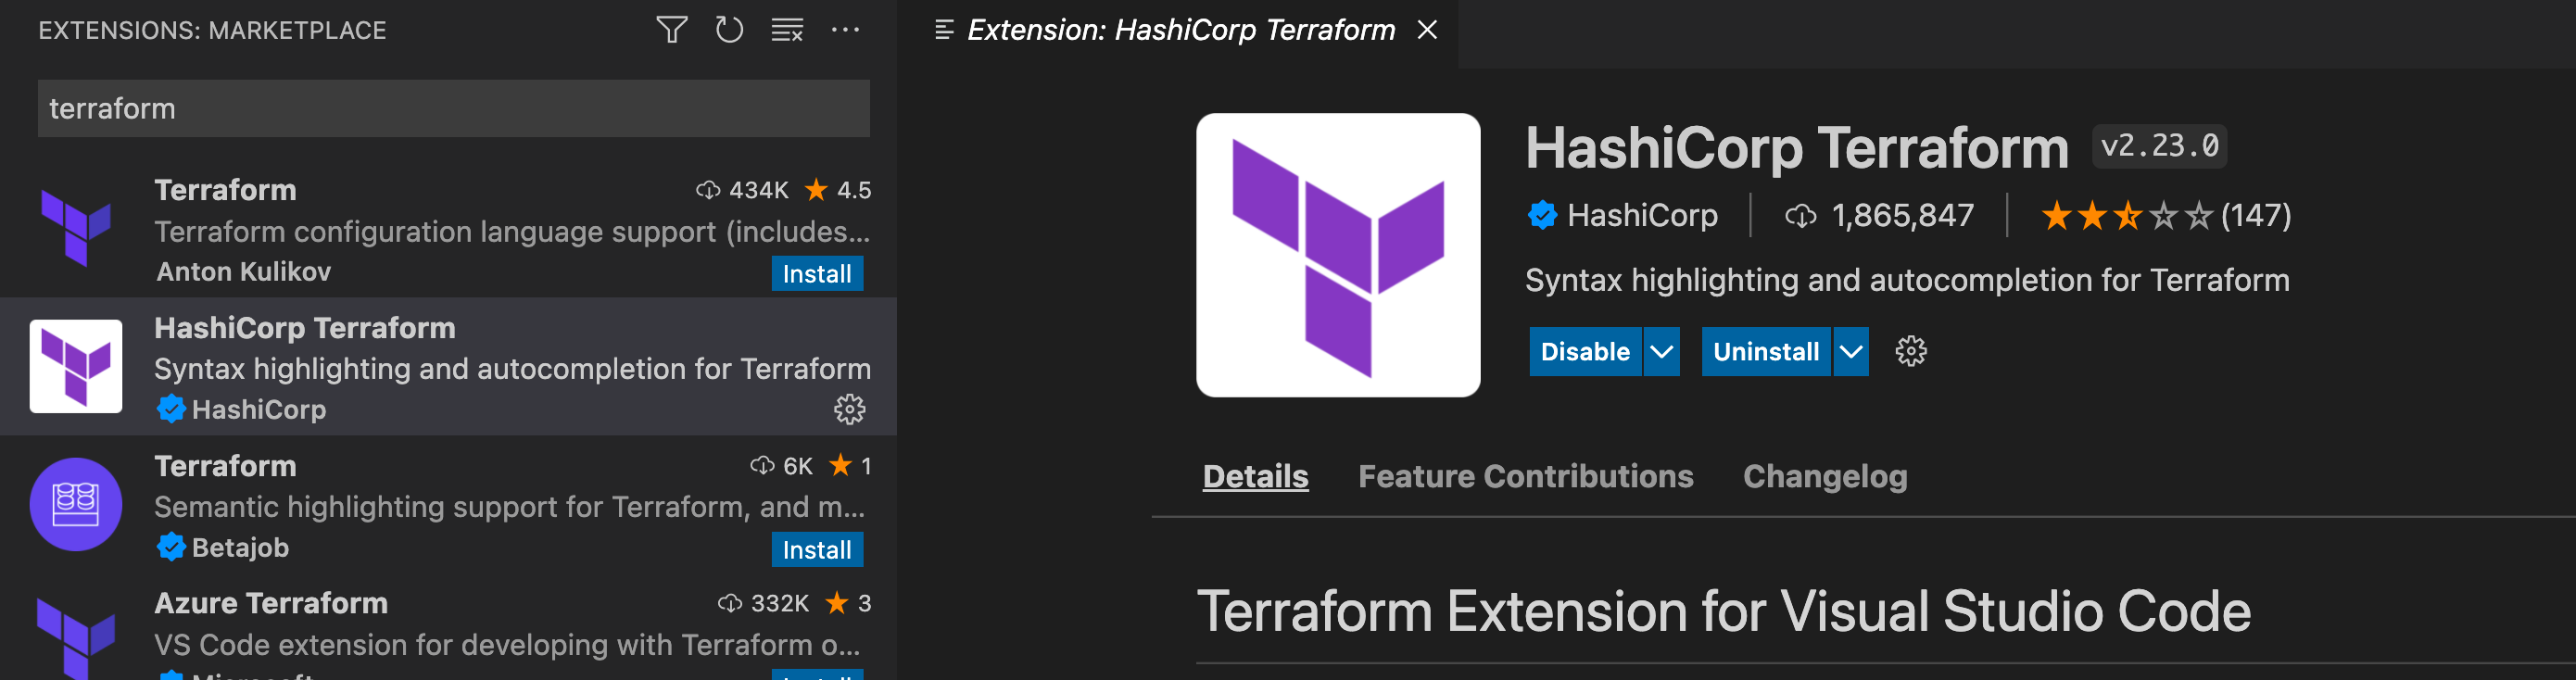 EXTENSIONS: MARKETPLACE
terraform
Terraform 434K 4.5
Terraform configuration language support (includes...
Anton Kulikov Install
HashiCorp Terraform
Syntax highlighting and autocompletion for Terraform
HashiCorp
Terraform 6K 1
Semantic highlighting support for Terraform, and m...
Betajob Install
Azure Terraform 332K 3
VS Code extension for developing with Terraform o...
Microsoft Install
Extension: HashiCorp Terraform
HashiCorp Terraform v2.23.0
HashiCorp 1,865,847 (147)
Syntax highlighting and autocompletion for Terraform
Disable Uninstall
Details Feature Contributions Changelog
Terraform Extension for Visual Studio Code